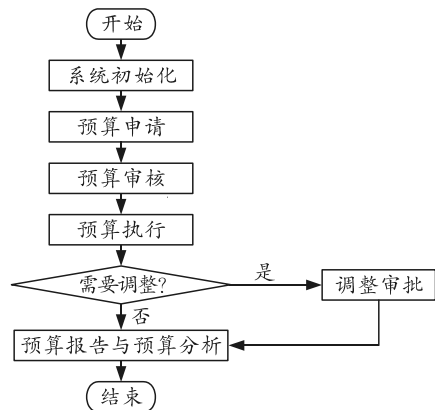 开始
系统初始化
预算申请
预算审核
预算执行
需要调整?
是
调整审批
否
预算报告与预算分析
结束